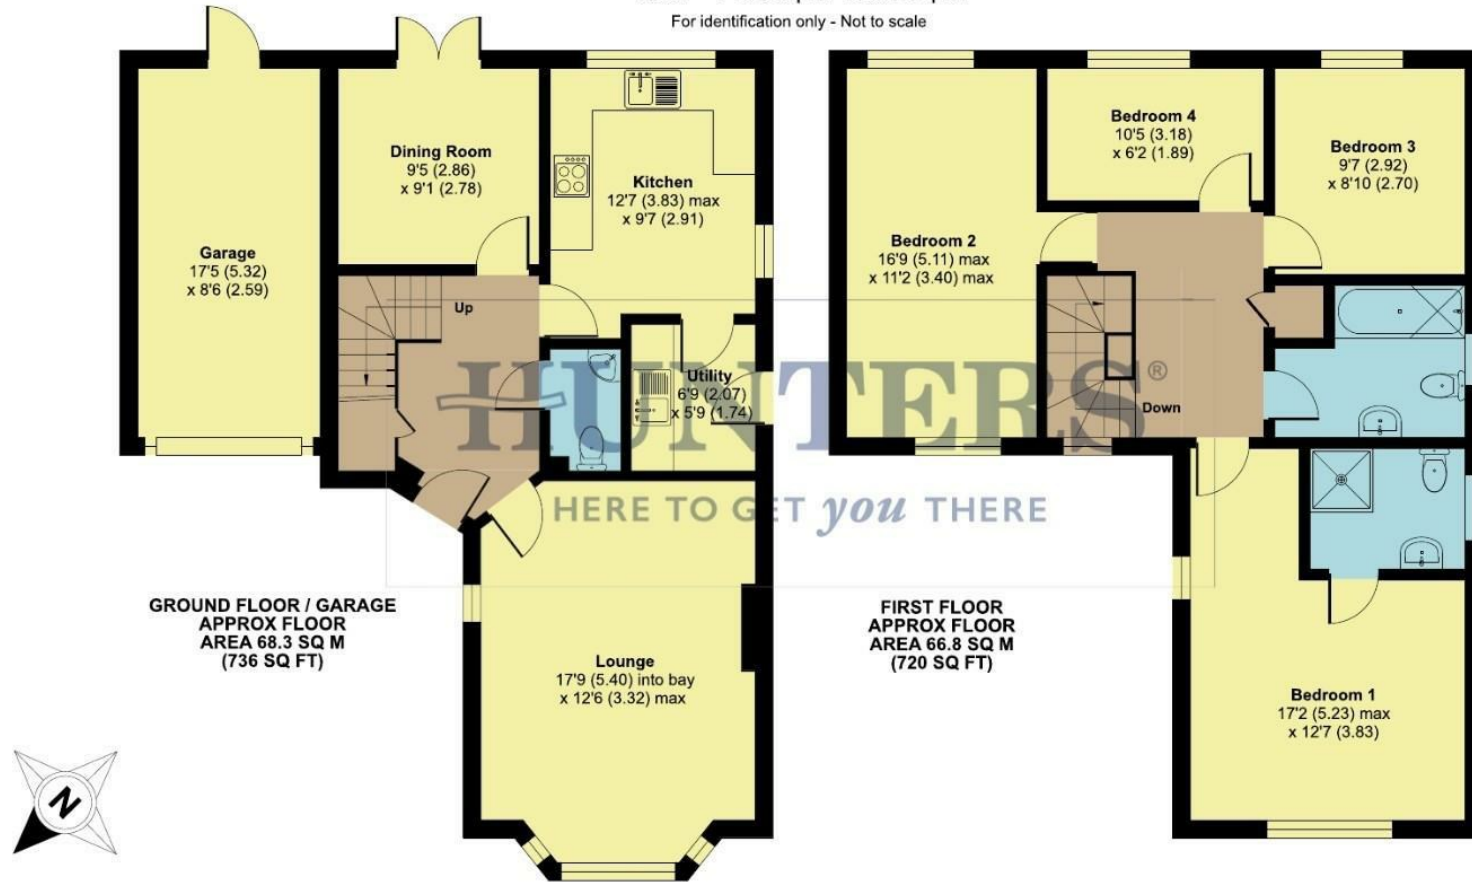 For identification only - Not to scale
Dining Room
9'5 (2.86)
x 9'1 (2.78)
Kitchen
12'7 (3.83) max
x 9'7 (2.91)
Garage
17'5 (5.32)
x 8'6 (2.59)
Up
Utility
6'9 (2.07)
x 5'9 (1.74)
Lounge
17'9 (5.40) into bay
x 12'6 (3.32) max
GROUND FLOOR / GARAGE
APPROX FLOOR
AREA 68.3 SQ M
(736 SQ FT)
Bedroom 4
10'5 (3.18)
x 6'2 (1.89)
Bedroom 3
9'7 (2.92)
x 8'10 (2.70)
Bedroom 2
16'9 (5.11) max
x 11'2 (3.40) max
Down
Bedroom 1
17'2 (5.23) max
x 12'7 (3.83)
FIRST FLOOR
APPROX FLOOR
AREA 66.8 SQ M
(720 SQ FT)
HUNTERS®
HERE TO GET you THERE
N